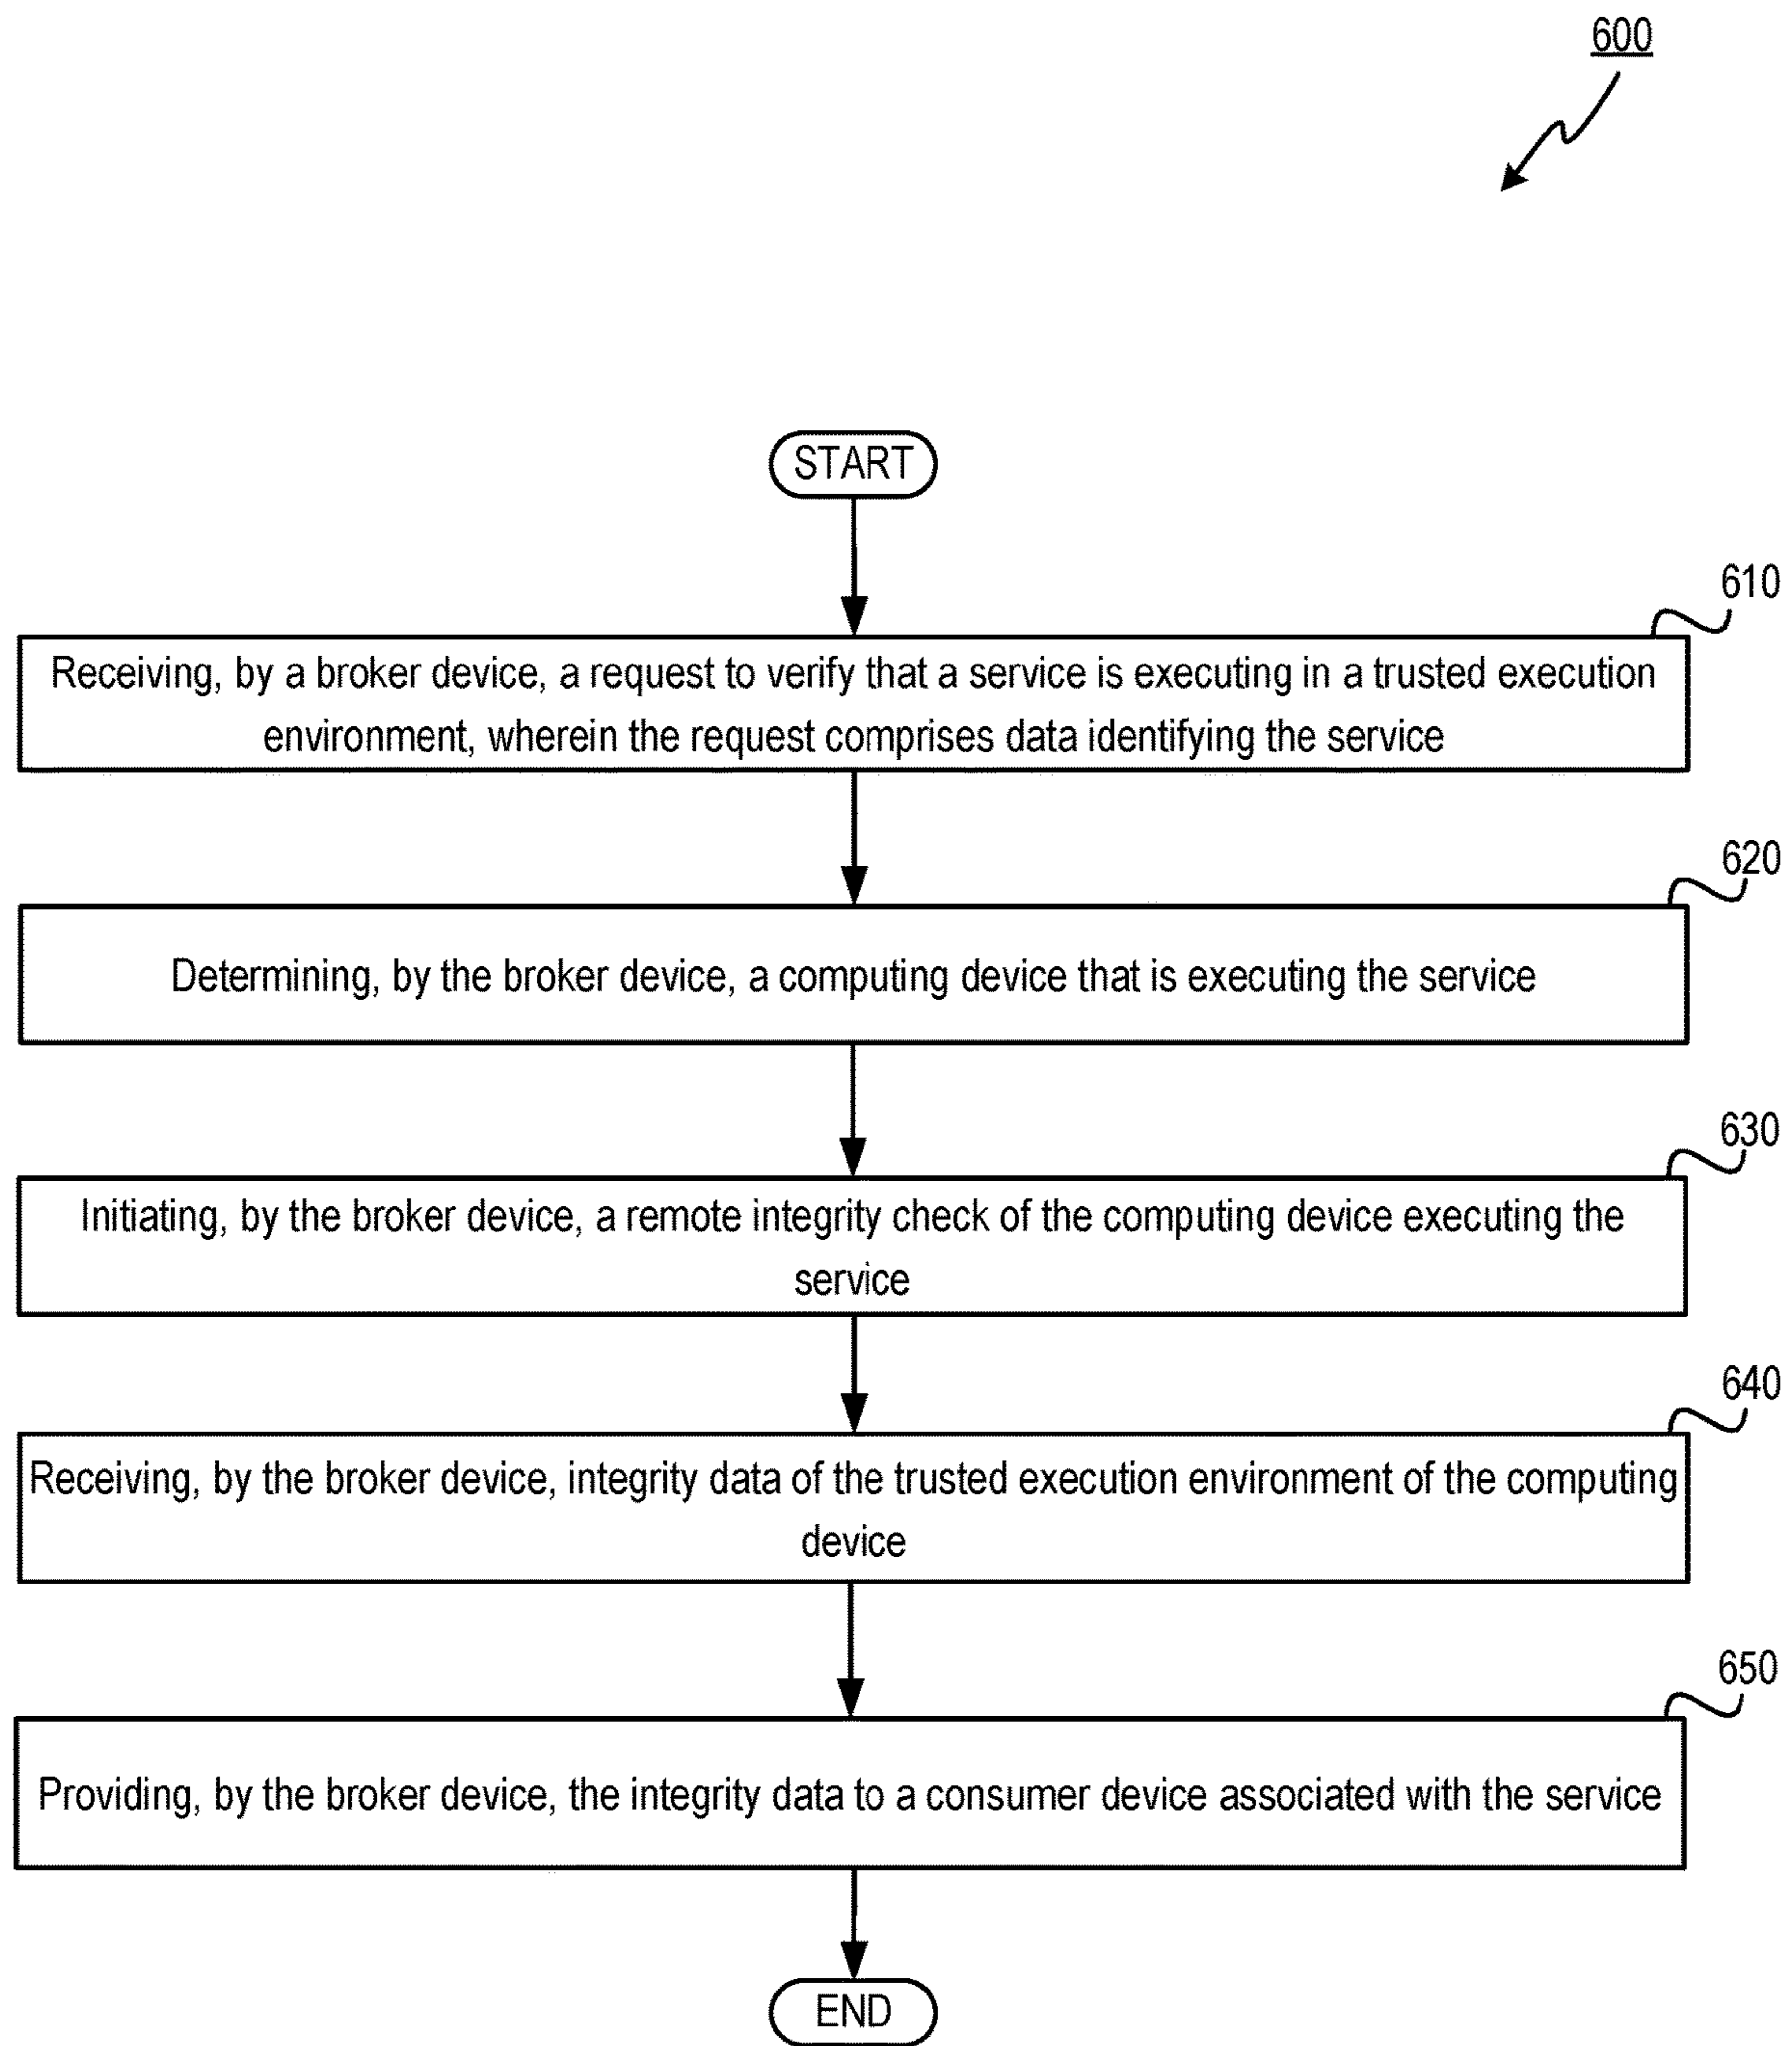 600
START
610
Receiving, by a broker device, a request to verify that a service is executing in a trusted execution
environment, wherein the request comprises data identifying the service
620
Determining, by the broker device, a computing device that is executing the service
630
Initiating, by the broker device, a remote integrity check of the computing device executing the
service
640
Receiving, by the broker device, integrity data of the trusted execution environment of the computing
device
650
Providing, by the broker device, the integrity data to a consumer device associated with the service
END